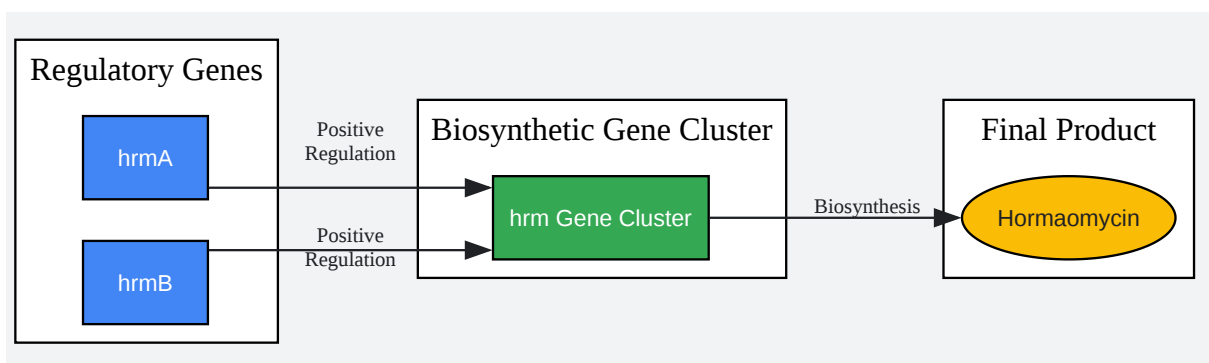 Regulatory Genes
hrmA
hrmB
Positive
Regulation
Positive
Regulation
Biosynthetic Gene Cluster
hrm Gene Cluster
Biosynthesis
Final Product
Hormaomycin